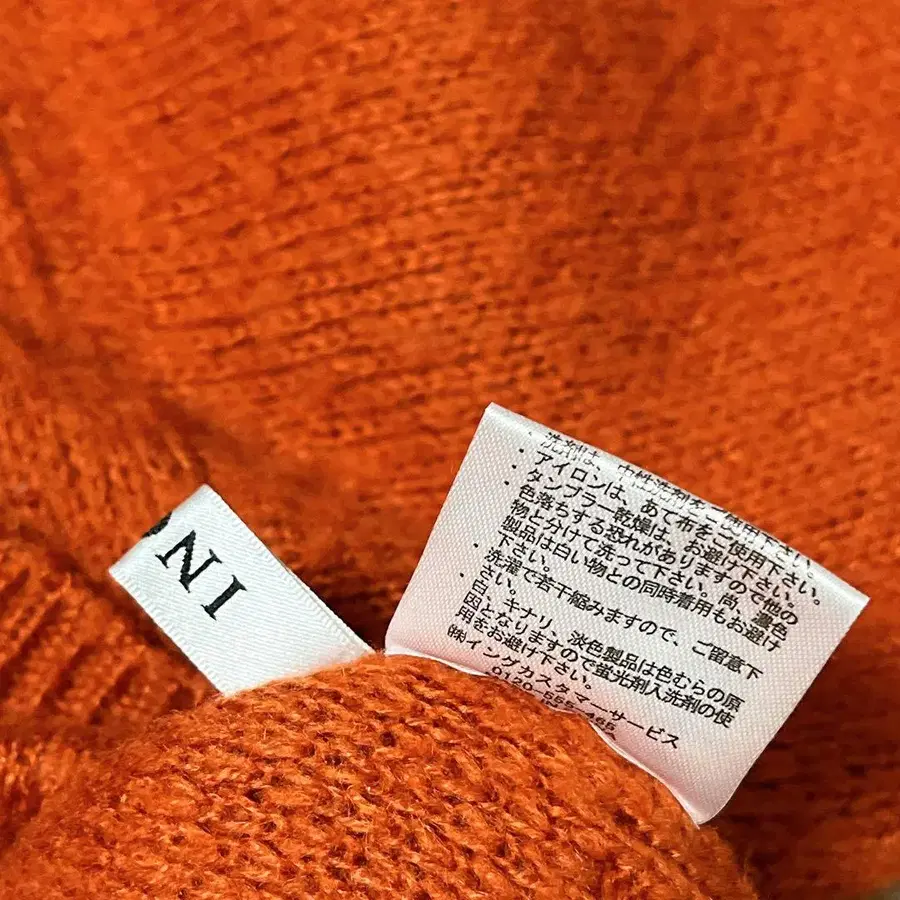 INC
・洗剤は、中性洗剤をご使用下さい。
・アイロンは、あて布をご使用下さい。
・タンブラー乾燥は、お避け下さい。
・色落ちする恐れがありますので他の
物と分けて洗って下さい。尚、濃色
製品は白い物との同時着用もお避け
下さい。
・洗濯で若干縮みますので、ご留意下
さい。
・白、キナリ、淡色製品は色むらの原
因となりますので蛍光剤入洗剤の使
用をお避け下さい。
㈱イングカスタマーサービス